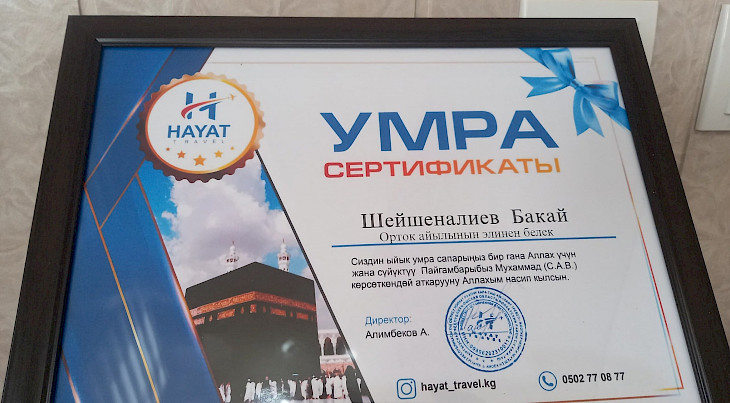 HAYAT
TRAVEL
УМРА
СЕРТИФИКАТЫ
Шейшеналиев Бакай
Орток айылынын элинен белек
Сиздин ыйык умра сапарыңыз бир гана Аллах үчүн
жана сүйүктүү Пайгамбарыбыз Мухаммад (С.А.В.)
көрсөткөндөй аткарууну Аллахым насип кылсын.
Директор:
Алимбеков А.
hayat_travel.kg
0502 77 08 77